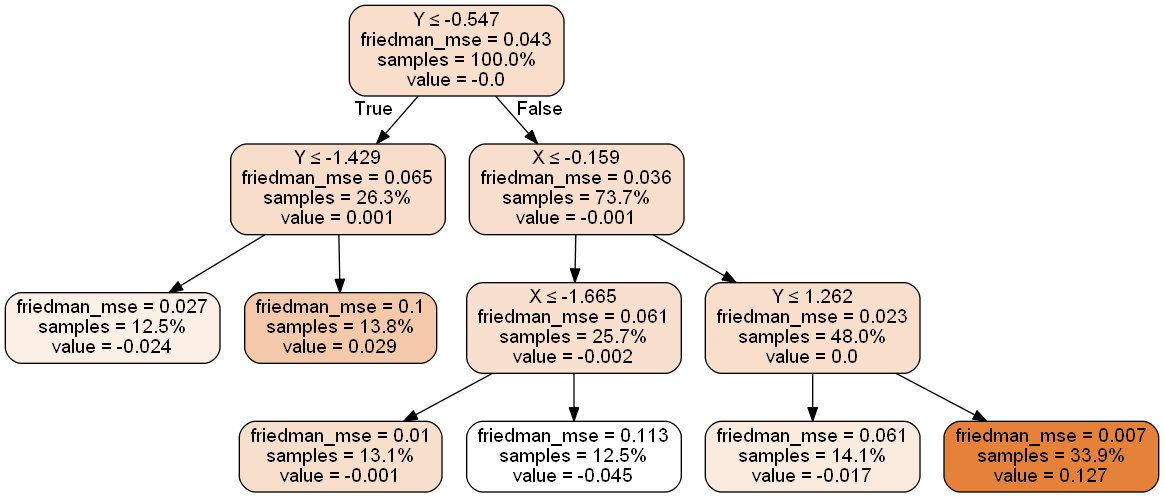 Y ≤ -0.547
friedman_mse = 0.043
samples = 100.0%
value = -0.0
True
False
Y ≤ -1.429
friedman_mse = 0.065
samples = 26.3%
value = 0.001
X ≤ -0.159
friedman_mse = 0.036
samples = 73.7%
value = -0.001
friedman_mse = 0.027
samples = 12.5%
value = -0.024
friedman_mse = 0.1
samples = 13.8%
value = 0.029
X ≤ -1.665
friedman_mse = 0.061
samples = 25.7%
value = -0.002
Y ≤ 1.262
friedman_mse = 0.023
samples = 48.0%
value = 0.0
friedman_mse = 0.01
samples = 13.1%
value = -0.001
friedman_mse = 0.113
samples = 12.5%
value = -0.045
friedman_mse = 0.061
samples = 14.1%
value = -0.017
friedman_mse = 0.007
samples = 33.9%
value = 0.127